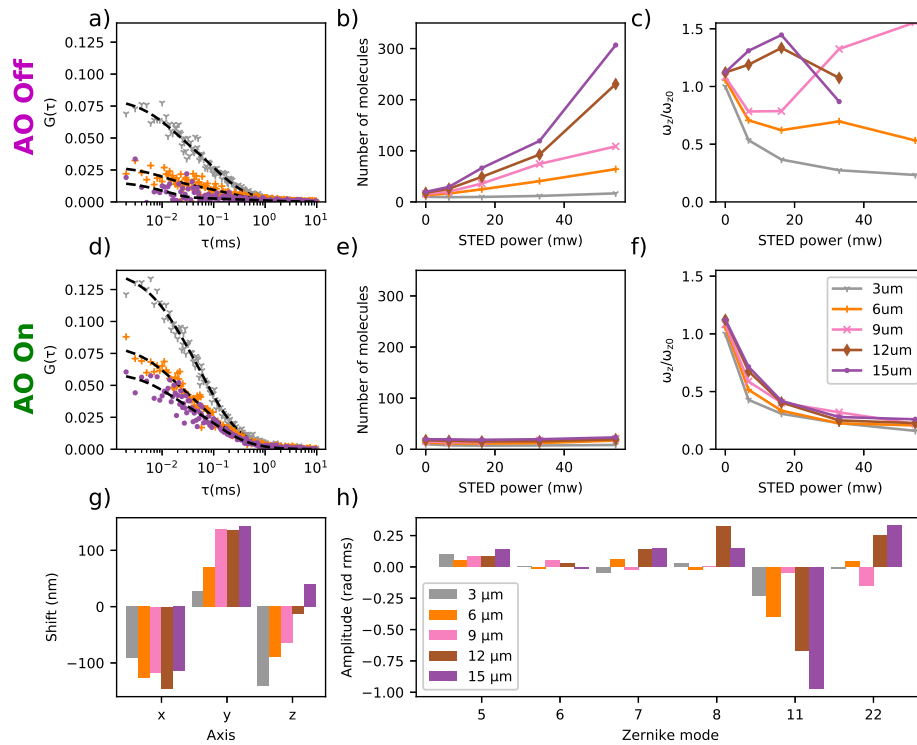 a)
b)
c)
AO Off
G(τ)
0.125
0.100
0.075
0.050
0.025
0.000
10⁻² 10⁻¹ 10⁰ 10¹
τ(ms)
Number of molecules
300
200
100
0
0 20 40
STED power (mw)
ω_z/ω_z0
1.5
1.0
0.5
0.0
0 20 40
STED power (mw)
d)
e)
f)
AO On
G(τ)
0.125
0.100
0.075
0.050
0.025
0.000
10⁻² 10⁻¹ 10⁰ 10¹
τ(ms)
Number of molecules
300
200
100
0
0 20 40
STED power (mw)
ω_z/ω_z0
1.5
1.0
0.5
0.0
0 20 40
STED power (mw)
3um
6um
9um
12um
15um
g)
h)
Shift (nm)
100
0
−100
x y z
Axis
Amplitude (rad rms)
0.25
0.00
−0.25
−0.50
−0.75
−1.00
3 μm
6 μm
9 μm
12 μm
15 μm
5 6 7 8 11 22
Zernike mode